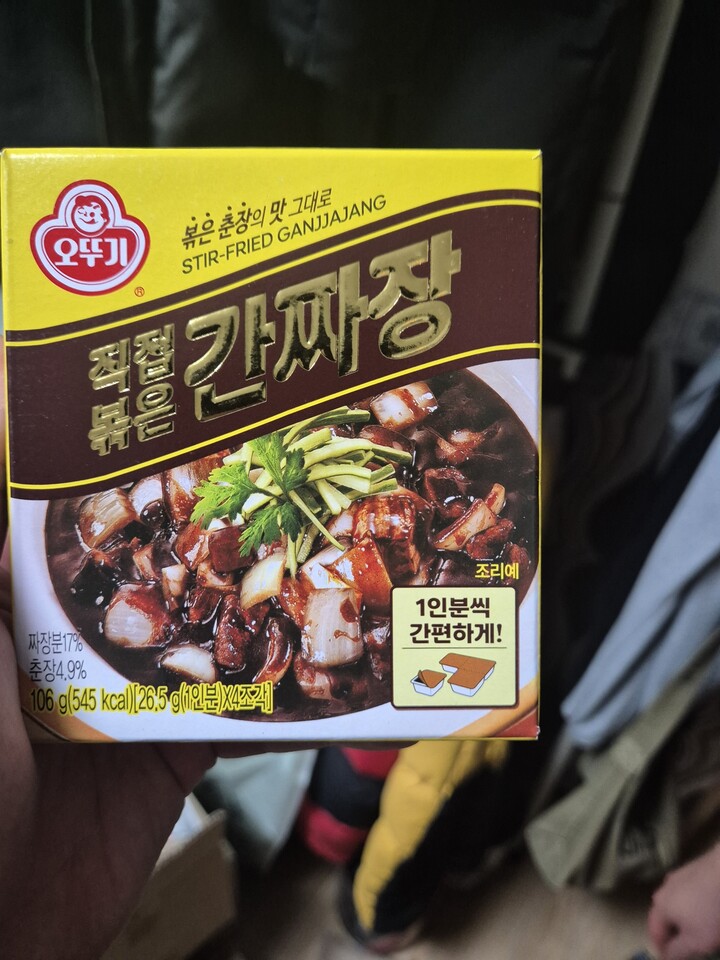 오뚜기
®
볶은 춘장의 맛 그대로
STIR-FRIED GANJJAJANG
직접
볶은
간짜장
조리예
1인분씩
간편하게!
짜장분17%
춘장4.9%
106 g(545 kcal)[26.5 g(1인분)X4조각]